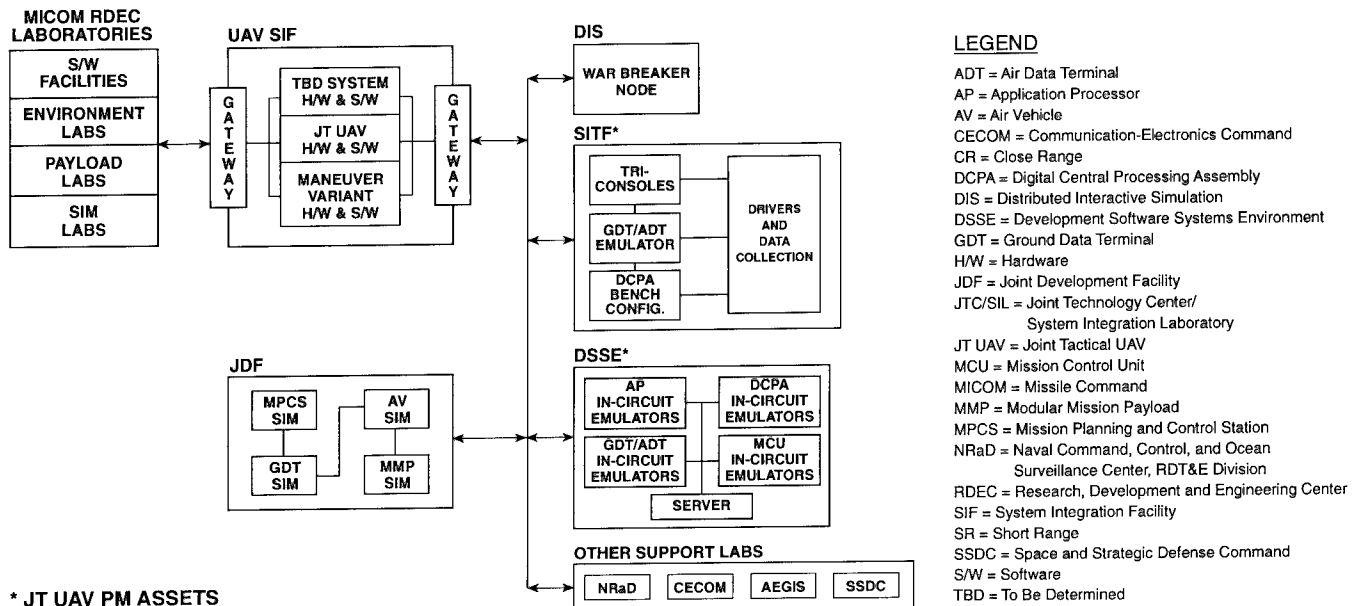 MICOM RDEC
LABORATORIES
S/W
FACILITIES
ENVIRONMENT
LABS
PAYLOAD
LABS
SIM
LABS
UAV SIF
GATEWAY
TBD SYSTEM
H/W & S/W
JT UAV
H/W & S/W
MANEUVER
VARIANT
H/W & S/W
GATEWAY
DIS
WAR BREAKER
NODE
SITF*
TRI-
CONSOLES
GDT/ADT
EMULATOR
DCPA
BENCH
CONFIG.
DRIVERS
AND
DATA
COLLECTION
JDF
MPCS
SIM
AV
SIM
GDT
SIM
MMP
SIM
DSSE*
AP
IN-CIRCUIT
EMULATORS
DCPA
IN-CIRCUIT
EMULATORS
GDT/ADT
IN-CIRCUIT
EMULATORS
MCU
IN-CIRCUIT
EMULATORS
SERVER
OTHER SUPPORT LABS
NRaD
CECOM
AEGIS
SSDC
* JT UAV PM ASSETS
LEGEND
ADT = Air Data Terminal
AP = Application Processor
AV = Air Vehicle
CECOM = Communication-Electronics Command
CR = Close Range
DCPA = Digital Central Processing Assembly
DIS = Distributed Interactive Simulation
DSSE = Development Software Systems Environment
GDT = Ground Data Terminal
H/W = Hardware
JDF = Joint Development Facility
JTC/SIL = Joint Technology Center/
System Integration Laboratory
JT UAV = Joint Tactical UAV
MCU = Mission Control Unit
MICOM = Missile Command
MMP = Modular Mission Payload
MPCS = Mission Planning and Control Station
NRaD = Naval Command, Control, and Ocean
Surveillance Center, RDT&E Division
RDEC = Research, Development and Engineering Center
SIF = System Integration Facility
SR = Short Range
SSDC = Space and Strategic Defense Command
S/W = Software
TBD = To Be Determined